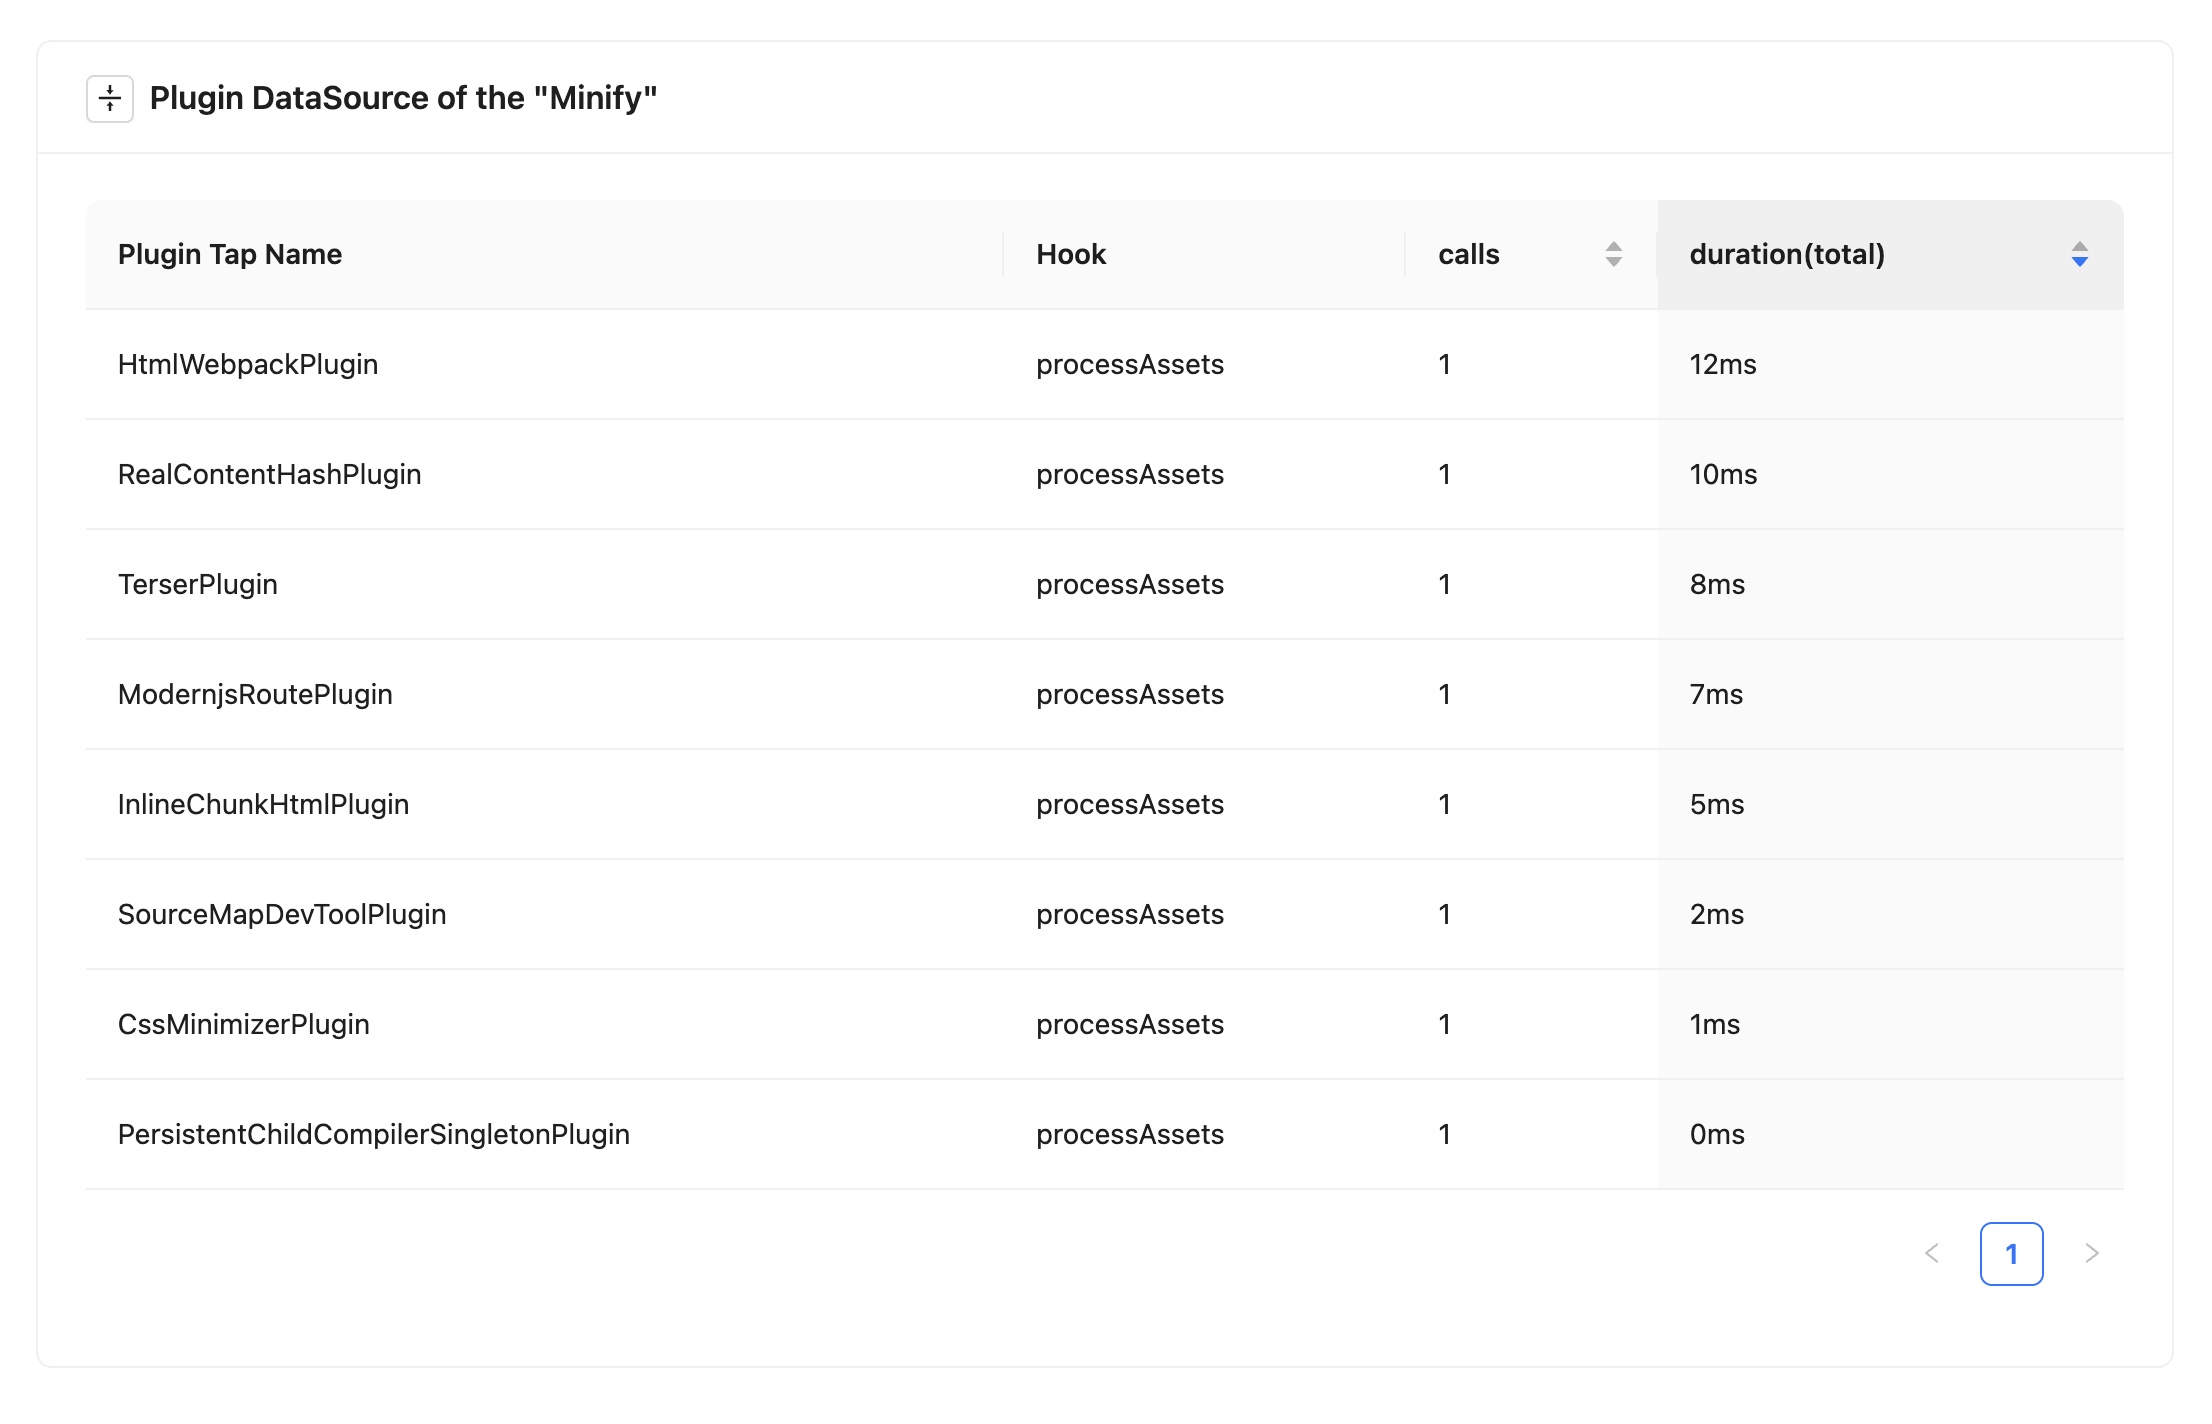 Plugin DataSource of the "Minify"
Plugin Tap Name Hook calls duration(total)
HtmlWebpackPlugin processAssets 1 12ms
RealContentHashPlugin processAssets 1 10ms
TerserPlugin processAssets 1 8ms
ModernjsRoutePlugin processAssets 1 7ms
InlineChunkHtmlPlugin processAssets 1 5ms
SourceMapDevToolPlugin processAssets 1 2ms
CssMinimizerPlugin processAssets 1 1ms
PersistentChildCompilerSingletonPlugin processAssets 1 0ms
1